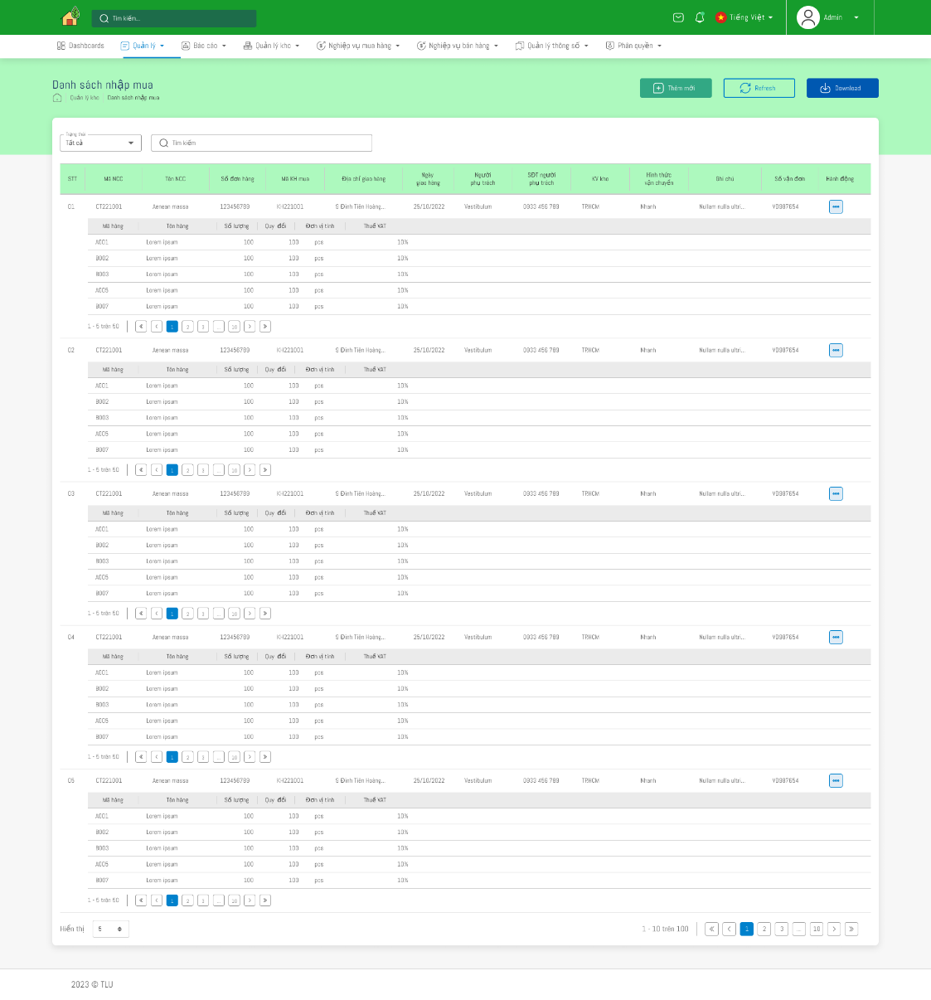 Tìm kiếm...
Tiếng Việt
Admin
Dashboards Quản lý Báo cáo Quản lý kho Nghiệp vụ mua hàng Nghiệp vụ bán hàng Quản lý thông số Phân quyền
Danh sách nhập mua
Quản lý kho Danh sách nhập mua
Thêm mới Refresh Download
Trạng thái
Tất cả
Tìm kiếm
STT Mã NCC Tên NCC Số đơn hàng Mã KH mua Địa chỉ giao hàng Ngày giao hàng Người phụ trách SĐT người phụ trách KV kho Hình thức vận chuyển Ghi chú Số vận đơn Hành động
01 CT221001 Aenean massa 123456789 KH221001 9 Đinh Tiên Hoàng... 25/10/2022 Vestibulum 0933 456 789 TP.HCM Nhanh Nullam nulla ultri... VD987654
Mã hàng Tên hàng Số lượng Quy đổi Đơn vị tính Thuế VAT
A001 Lorem ipsum 100 100 pcs 10%
B002 Lorem ipsum 100 100 pcs 10%
B003 Lorem ipsum 100 100 pcs 10%
A005 Lorem ipsum 100 100 pcs 10%
B007 Lorem ipsum 100 100 pcs 10%
1 - 5 trên 50 1 2 3 ... 10
02 CT221001 Aenean massa 123456789 KH221001 9 Đinh Tiên Hoàng... 25/10/2022 Vestibulum 0933 456 789 TP.HCM Nhanh Nullam nulla ultri... VD987654
Mã hàng Tên hàng Số lượng Quy đổi Đơn vị tính Thuế VAT
A001 Lorem ipsum 100 100 pcs 10%
B002 Lorem ipsum 100 100 pcs 10%
B003 Lorem ipsum 100 100 pcs 10%
A005 Lorem ipsum 100 100 pcs 10%
B007 Lorem ipsum 100 100 pcs 10%
1 - 5 trên 50 1 2 3 ... 10
03 CT221001 Aenean massa 123456789 KH221001 9 Đinh Tiên Hoàng... 25/10/2022 Vestibulum 0933 456 789 TP.HCM Nhanh Nullam nulla ultri... VD987654
Mã hàng Tên hàng Số lượng Quy đổi Đơn vị tính Thuế VAT
A001 Lorem ipsum 100 100 pcs 10%
B002 Lorem ipsum 100 100 pcs 10%
B003 Lorem ipsum 100 100 pcs 10%
A005 Lorem ipsum 100 100 pcs 10%
B007 Lorem ipsum 100 100 pcs 10%
1 - 5 trên 50 1 2 3 ... 10
04 CT221001 Aenean massa 123456789 KH221001 9 Đinh Tiên Hoàng... 25/10/2022 Vestibulum 0933 456 789 TP.HCM Nhanh Nullam nulla ultri... VD987654
Mã hàng Tên hàng Số lượng Quy đổi Đơn vị tính Thuế VAT
A001 Lorem ipsum 100 100 pcs 10%
B002 Lorem ipsum 100 100 pcs 10%
B003 Lorem ipsum 100 100 pcs 10%
A005 Lorem ipsum 100 100 pcs 10%
B007 Lorem ipsum 100 100 pcs 10%
1 - 5 trên 50 1 2 3 ... 10
05 CT221001 Aenean massa 123456789 KH221001 9 Đinh Tiên Hoàng... 25/10/2022 Vestibulum 0933 456 789 TP.HCM Nhanh Nullam nulla ultri... VD987654
Mã hàng Tên hàng Số lượng Quy đổi Đơn vị tính Thuế VAT
A001 Lorem ipsum 100 100 pcs 10%
B002 Lorem ipsum 100 100 pcs 10%
B003 Lorem ipsum 100 100 pcs 10%
A005 Lorem ipsum 100 100 pcs 10%
B007 Lorem ipsum 100 100 pcs 10%
1 - 5 trên 50 1 2 3 ... 10
Hiển thị 5 1 - 10 trên 100 1 2 3 ... 10
2023 © TLU